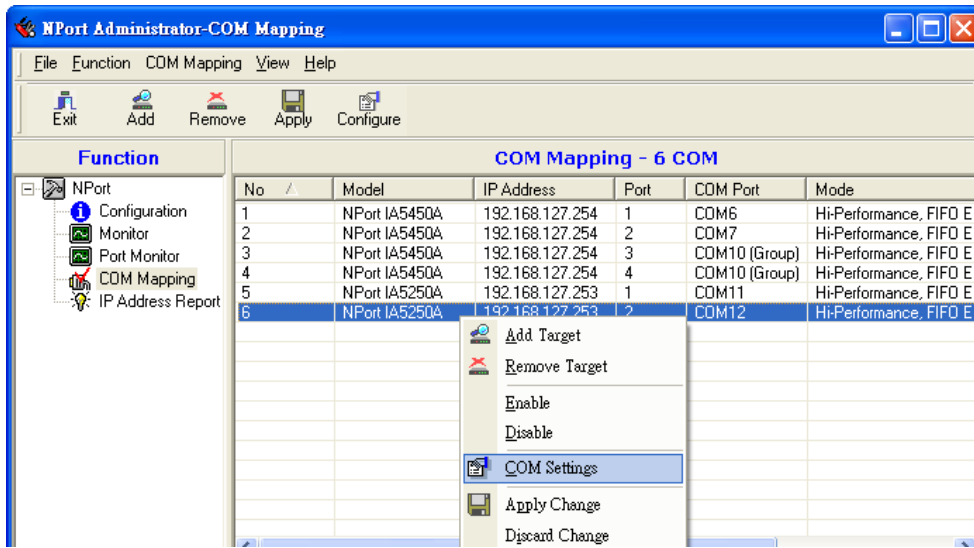 NPort Administrator-COM Mapping
File Function COM Mapping View Help
Exit Add Remove Apply Configure
Function
COM Mapping - 6 COM
NPort
Configuration
Monitor
Port Monitor
COM Mapping
IP Address Report
No Model IP Address Port COM Port Mode
1 NPort IA5450A 192.168.127.254 1 COM6 Hi-Performance, FIFO E
2 NPort IA5450A 192.168.127.254 2 COM7 Hi-Performance, FIFO E
3 NPort IA5450A 192.168.127.254 3 COM10 (Group) Hi-Performance, FIFO E
4 NPort IA5450A 192.168.127.254 4 COM10 (Group) Hi-Performance, FIFO E
5 NPort IA5250A 192.168.127.253 1 COM11 Hi-Performance, FIFO E
6 NPort IA5250A 192.168.127.253 2 COM12 Hi-Performance, FIFO E
Add Target
Remove Target
Enable
Disable
COM Settings
Apply Change
Discard Change